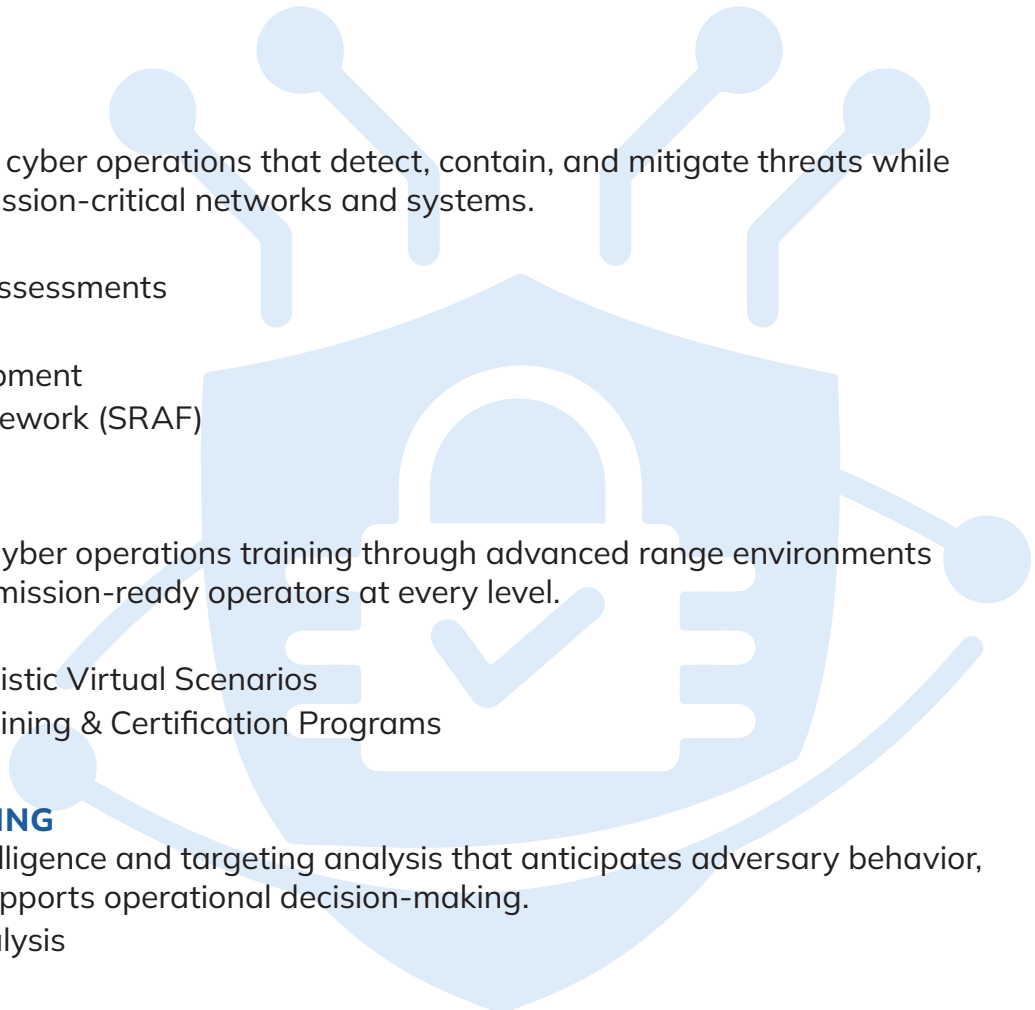 cyber operations that detect, contain, and mitigate threats while
ssion-critical networks and systems.
ssessments
pment
ework (SRAF)
yber operations training through advanced range environments
mission-ready operators at every level.
istic Virtual Scenarios
ining & Certification Programs
ING
lligence and targeting analysis that anticipates adversary behavior,
pports operational decision-making.
lysis